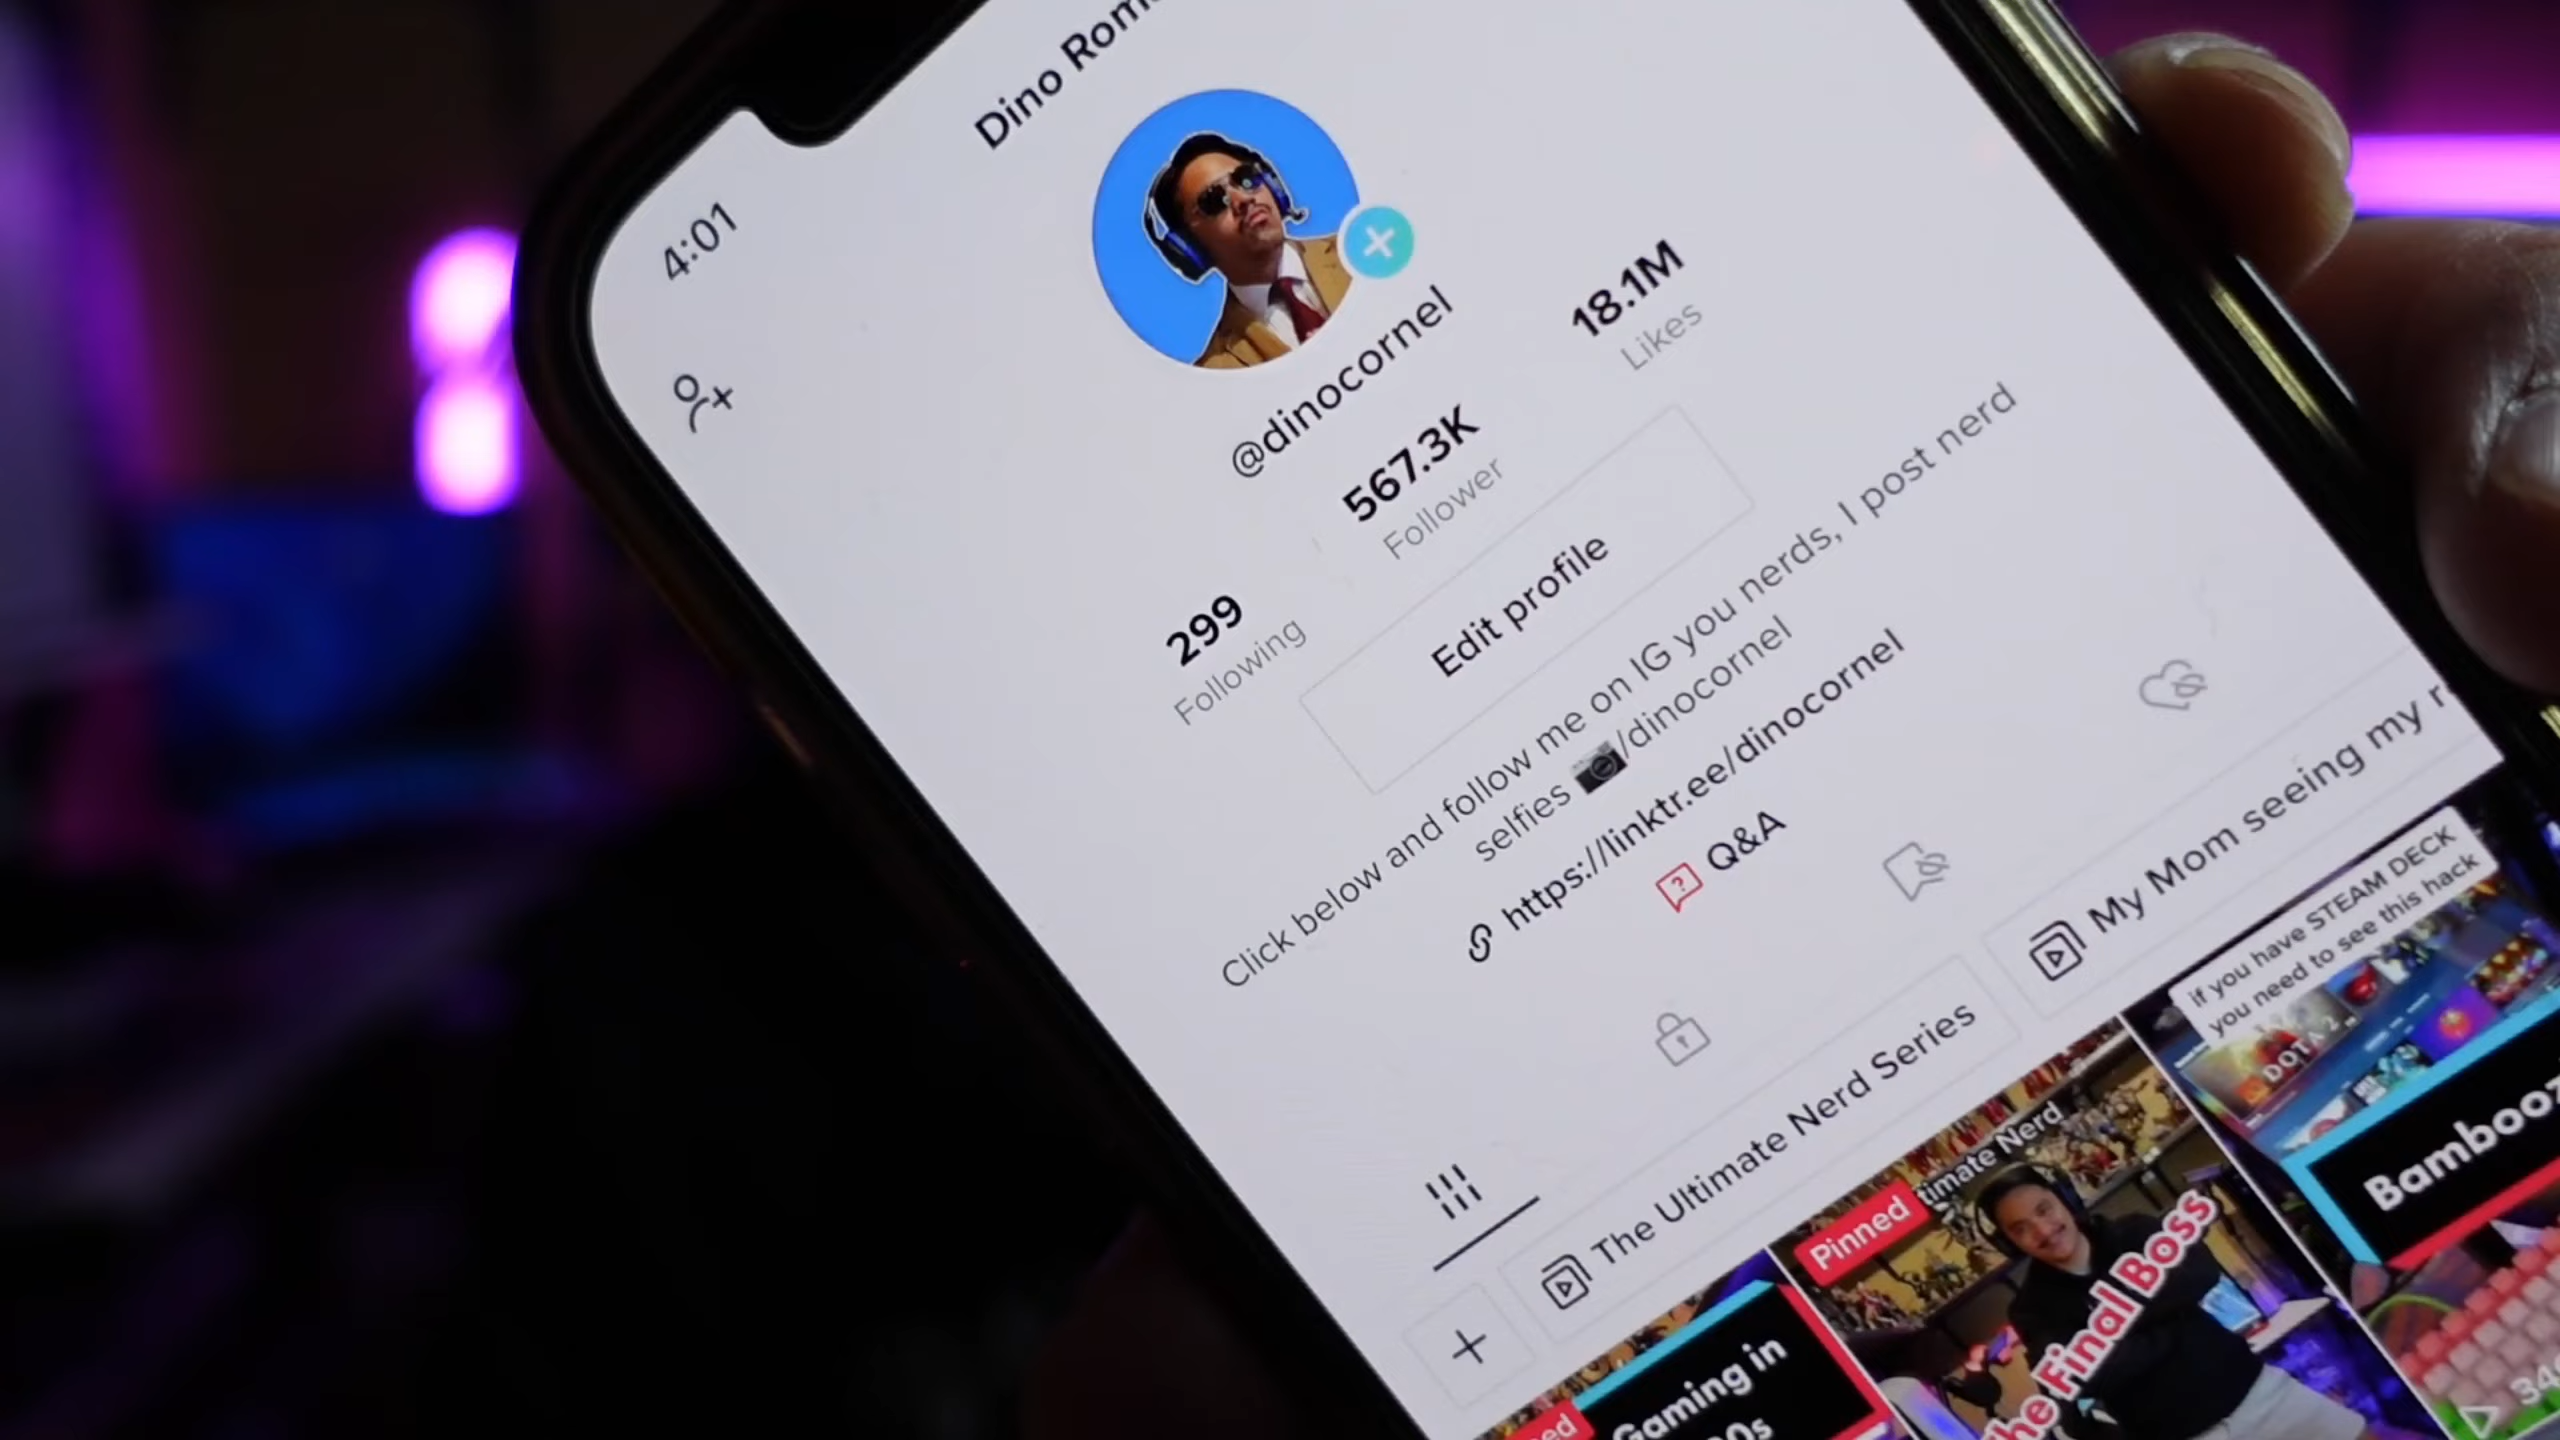 Dino
4:01
@dinocornel
299
Following
567.3K
Follower
18.1M
Likes
Edit profile
Click below and follow me on IG you nerds, I post nerd
selfies 📷/dinocornel
https://linktr.ee/dinocornel
Q&A
The Ultimate Nerd Series
My Mom seeing my
Gaming in
Pinned
Nerd
The Final Boss
if you have STEAM DECK
you need to see this hack
DOTA 2